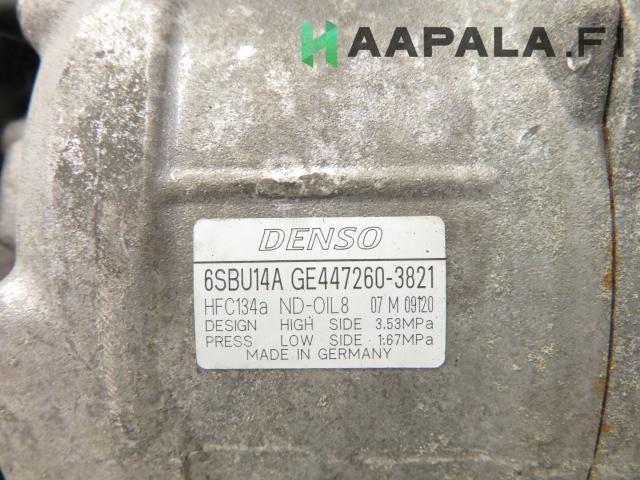 HAAPALA.FI
DENSO
6SBU14A GE447260-3821
HFC134a ND-OIL8 07 M 09120
DESIGN HIGH SIDE 3.53MPa
PRESS LOW SIDE 1.67MPa
MADE IN GERMANY